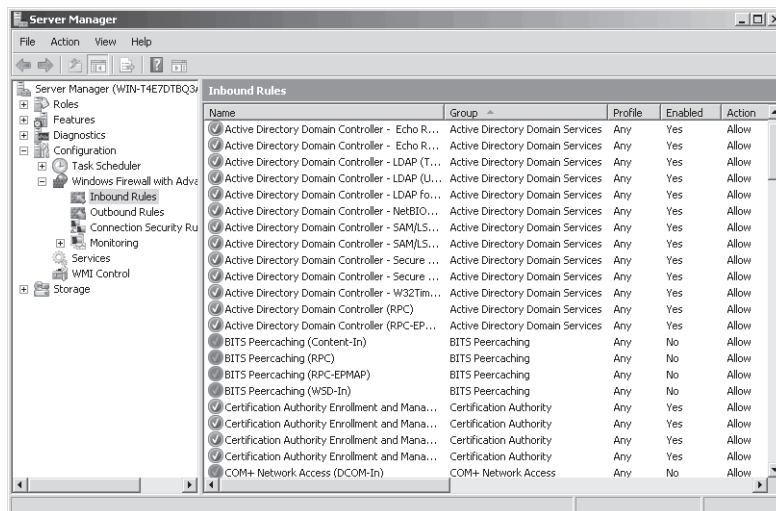 Server Manager
File Action View Help
Server Manager (WIN-T4E7DTBQ3
Roles
Features
Diagnostics
Configuration
Task Scheduler
Windows Firewall with Adva
Inbound Rules
Outbound Rules
Connection Security Ru
Monitoring
Services
WMI Control
Storage
Inbound Rules
Name Group Profile Enabled Action
Active Directory Domain Controller - Echo R... Active Directory Domain Services Any Yes Allow
Active Directory Domain Controller - Echo R... Active Directory Domain Services Any Yes Allow
Active Directory Domain Controller - LDAP (T... Active Directory Domain Services Any Yes Allow
Active Directory Domain Controller - LDAP (U... Active Directory Domain Services Any Yes Allow
Active Directory Domain Controller - LDAP fo... Active Directory Domain Services Any Yes Allow
Active Directory Domain Controller - NetBIO... Active Directory Domain Services Any Yes Allow
Active Directory Domain Controller - SAM/LS... Active Directory Domain Services Any Yes Allow
Active Directory Domain Controller - SAM/LS... Active Directory Domain Services Any Yes Allow
Active Directory Domain Controller - Secure ... Active Directory Domain Services Any Yes Allow
Active Directory Domain Controller - Secure ... Active Directory Domain Services Any Yes Allow
Active Directory Domain Controller - W32Tim... Active Directory Domain Services Any Yes Allow
Active Directory Domain Controller (RPC) Active Directory Domain Services Any Yes Allow
Active Directory Domain Controller (RPC-EP... Active Directory Domain Services Any Yes Allow
BITS Peercaching (Content-In) BITS Peercaching Any No Allow
BITS Peercaching (RPC) BITS Peercaching Any No Allow
BITS Peercaching (RPC-EPMAP) BITS Peercaching Any No Allow
BITS Peercaching (WSD-In) BITS Peercaching Any No Allow
Certification Authority Enrollment and Mana... Certification Authority Any Yes Allow
Certification Authority Enrollment and Mana... Certification Authority Any Yes Allow
Certification Authority Enrollment and Mana... Certification Authority Any Yes Allow
Certification Authority Enrollment and Mana... Certification Authority Any Yes Allow
COM+ Network Access (DCOM-In) COM+ Network Access Any No Allow